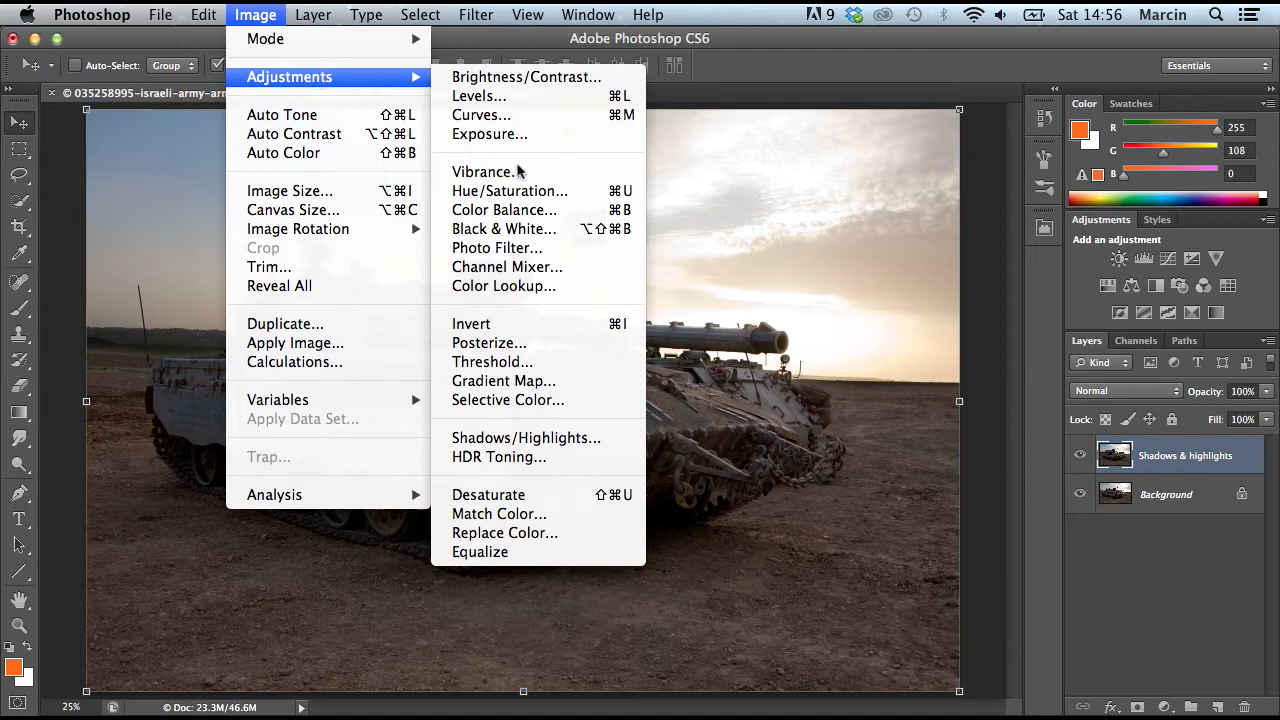 Photoshop File Edit Image Layer Type Select Filter View Window Help 9 Sat 14:56 Marcin
Adobe Photoshop CS6
Auto-Select: Group Essentials
© 035258995-israeli-army-arm
Mode
Adjustments
Auto Tone ⇧⌘L
Auto Contrast ⌥⇧⌘L
Auto Color ⇧⌘B
Image Size... ⌥⌘I
Canvas Size... ⌥⌘C
Image Rotation
Crop
Trim...
Reveal All
Duplicate...
Apply Image...
Calculations...
Variables
Apply Data Set...
Trap...
Analysis
Brightness/Contrast...
Levels... ⌘L
Curves... ⌘M
Exposure...
Vibrance.
Hue/Saturation... ⌘U
Color Balance... ⌘B
Black & White... ⌥⇧⌘B
Photo Filter...
Channel Mixer...
Color Lookup...
Invert ⌘I
Posterize...
Threshold...
Gradient Map...
Selective Color...
Shadows/Highlights...
HDR Toning...
Desaturate ⇧⌘U
Match Color...
Replace Color...
Equalize
Color Swatches
R 255
G 108
B 0
Adjustments Styles
Add an adjustment
Layers Channels Paths
Kind
Normal Opacity: 100%
Lock: Fill: 100%
Shadows & highlights
Background
fx
25% © Doc: 23.3M/46.6M